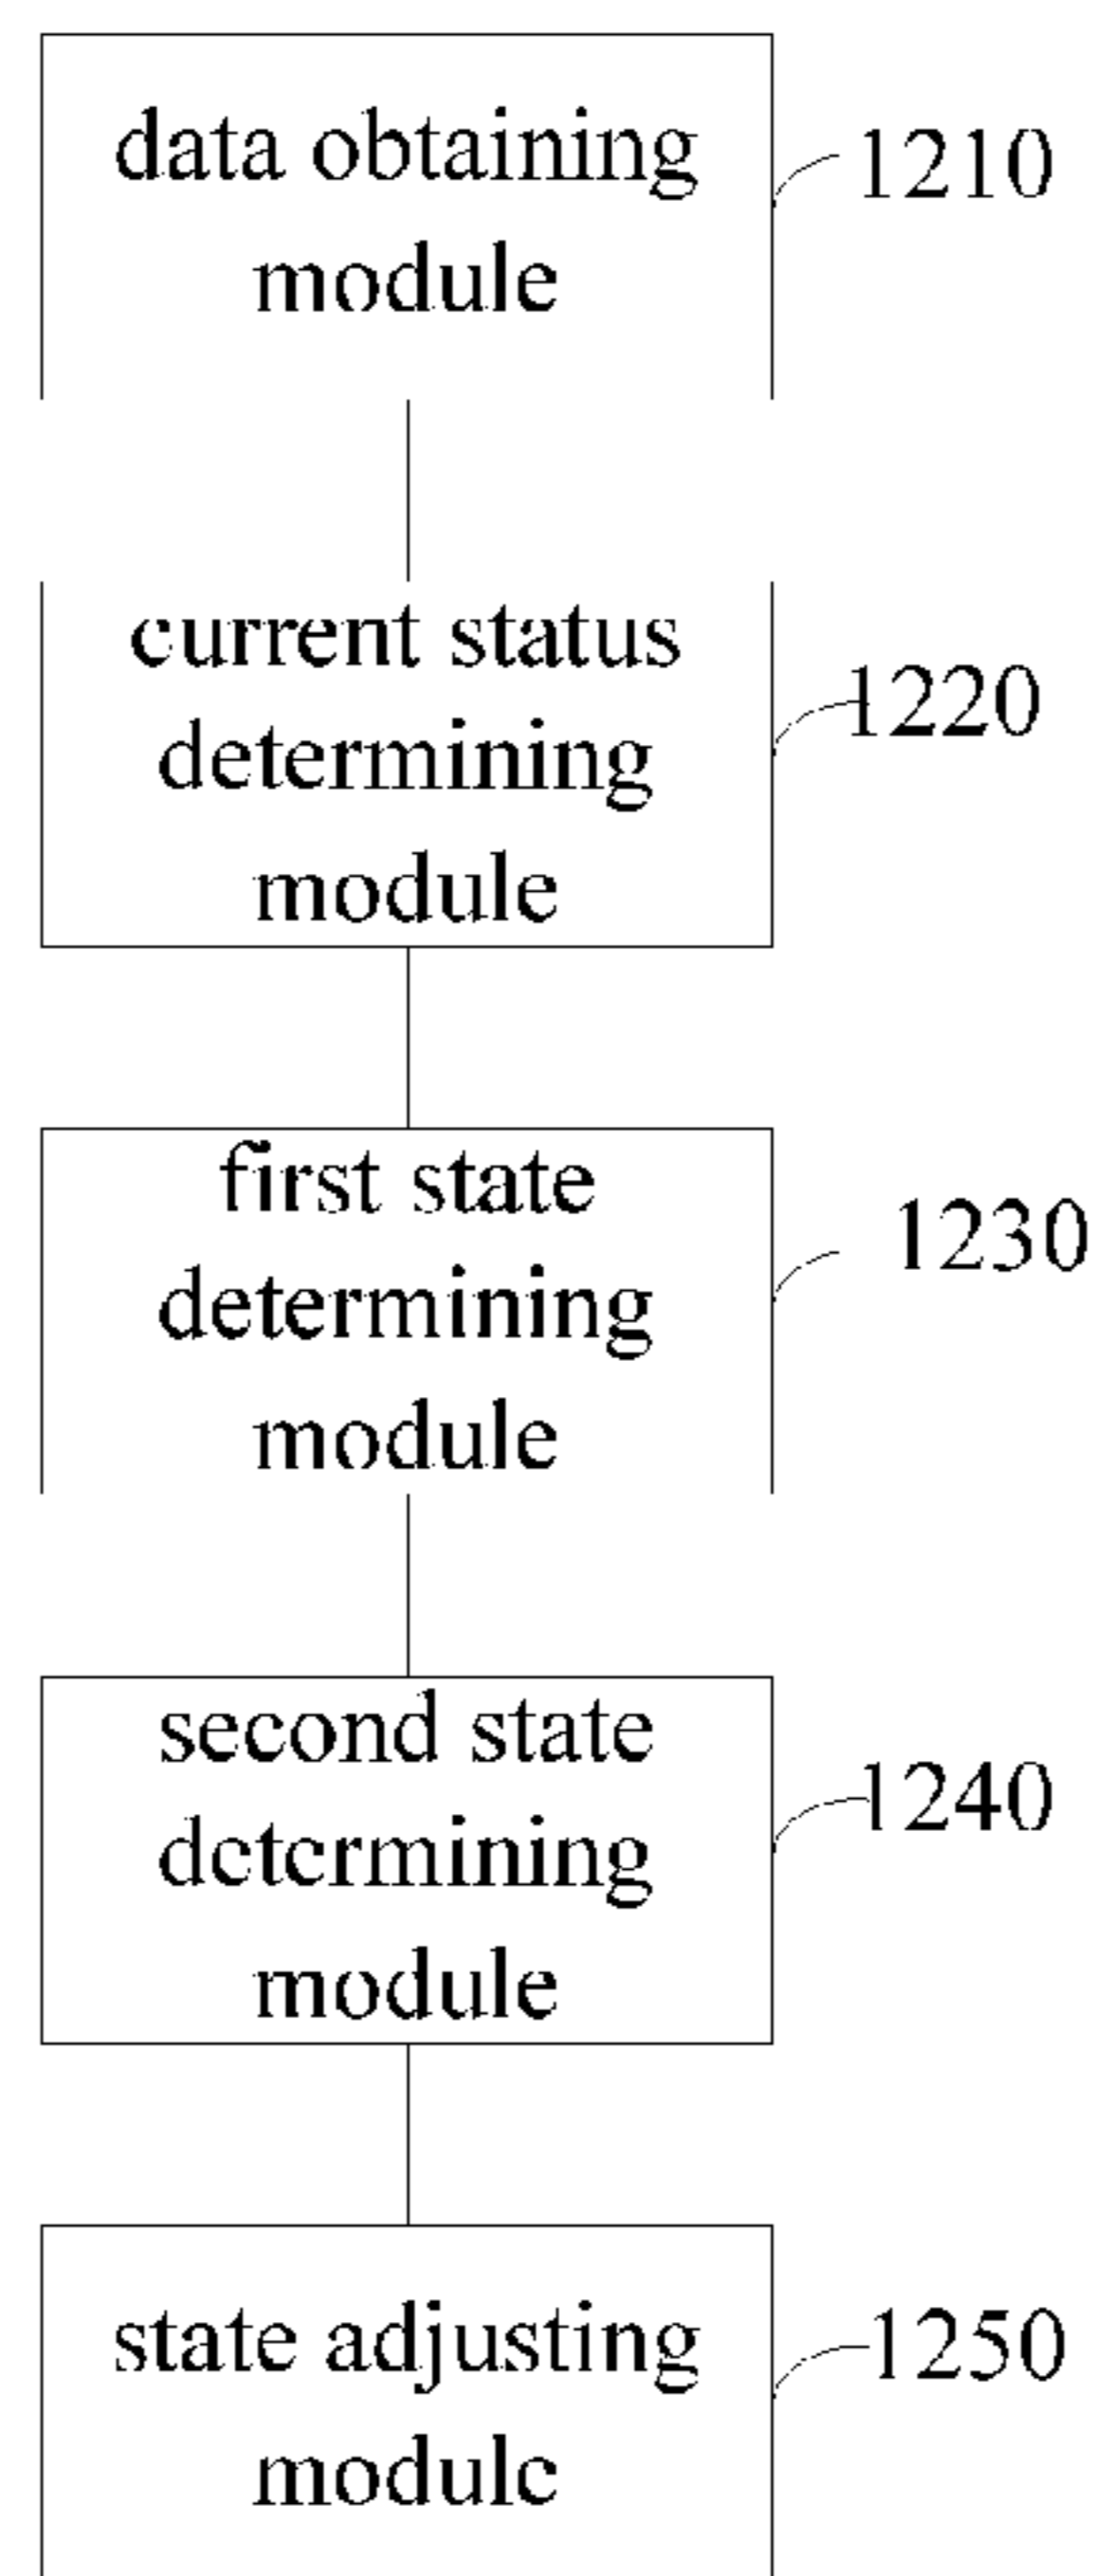 data obtaining
module
1210
current status
determining
module
1220
first state
determining
module
1230
second state
determining
module
1240
state adjusting
module
1250